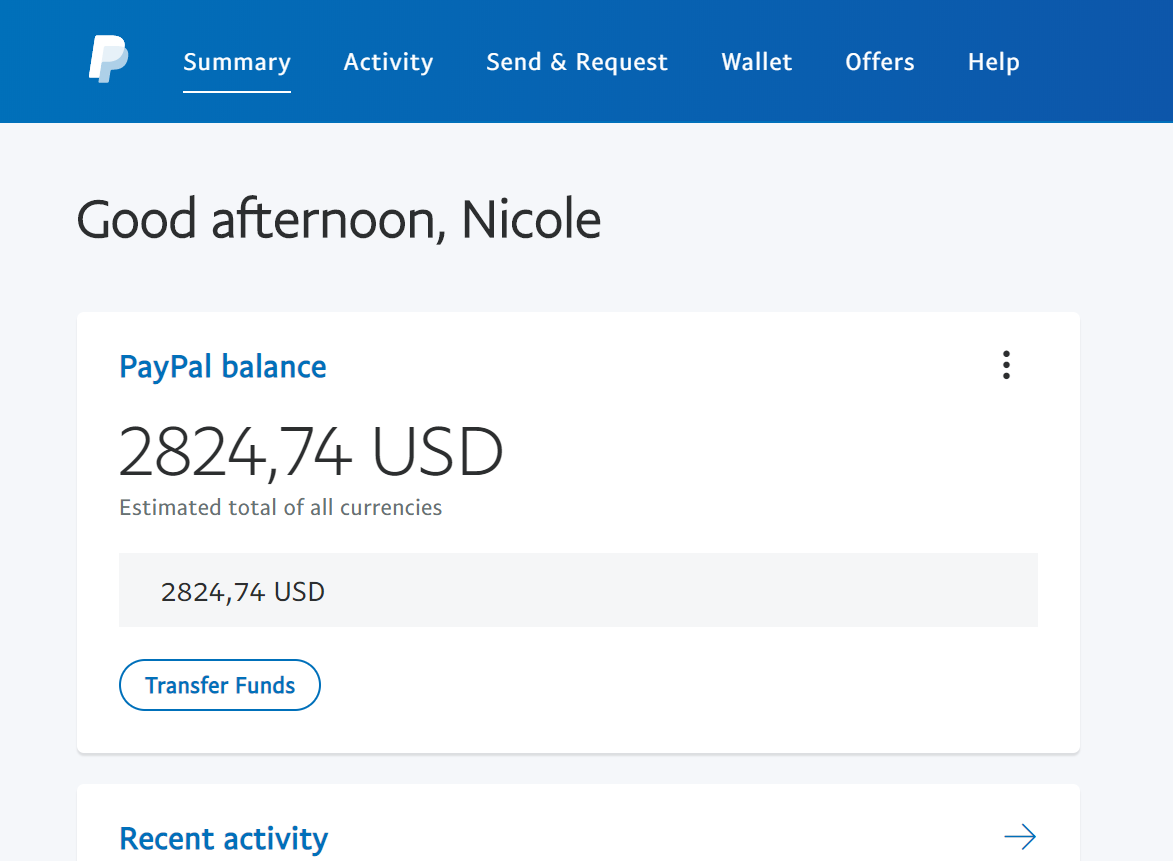 Summary Activity Send & Request Wallet Offers Help
Good afternoon, Nicole
PayPal balance
2824,74 USD
Estimated total of all currencies
2824,74 USD
Transfer Funds
Recent activity